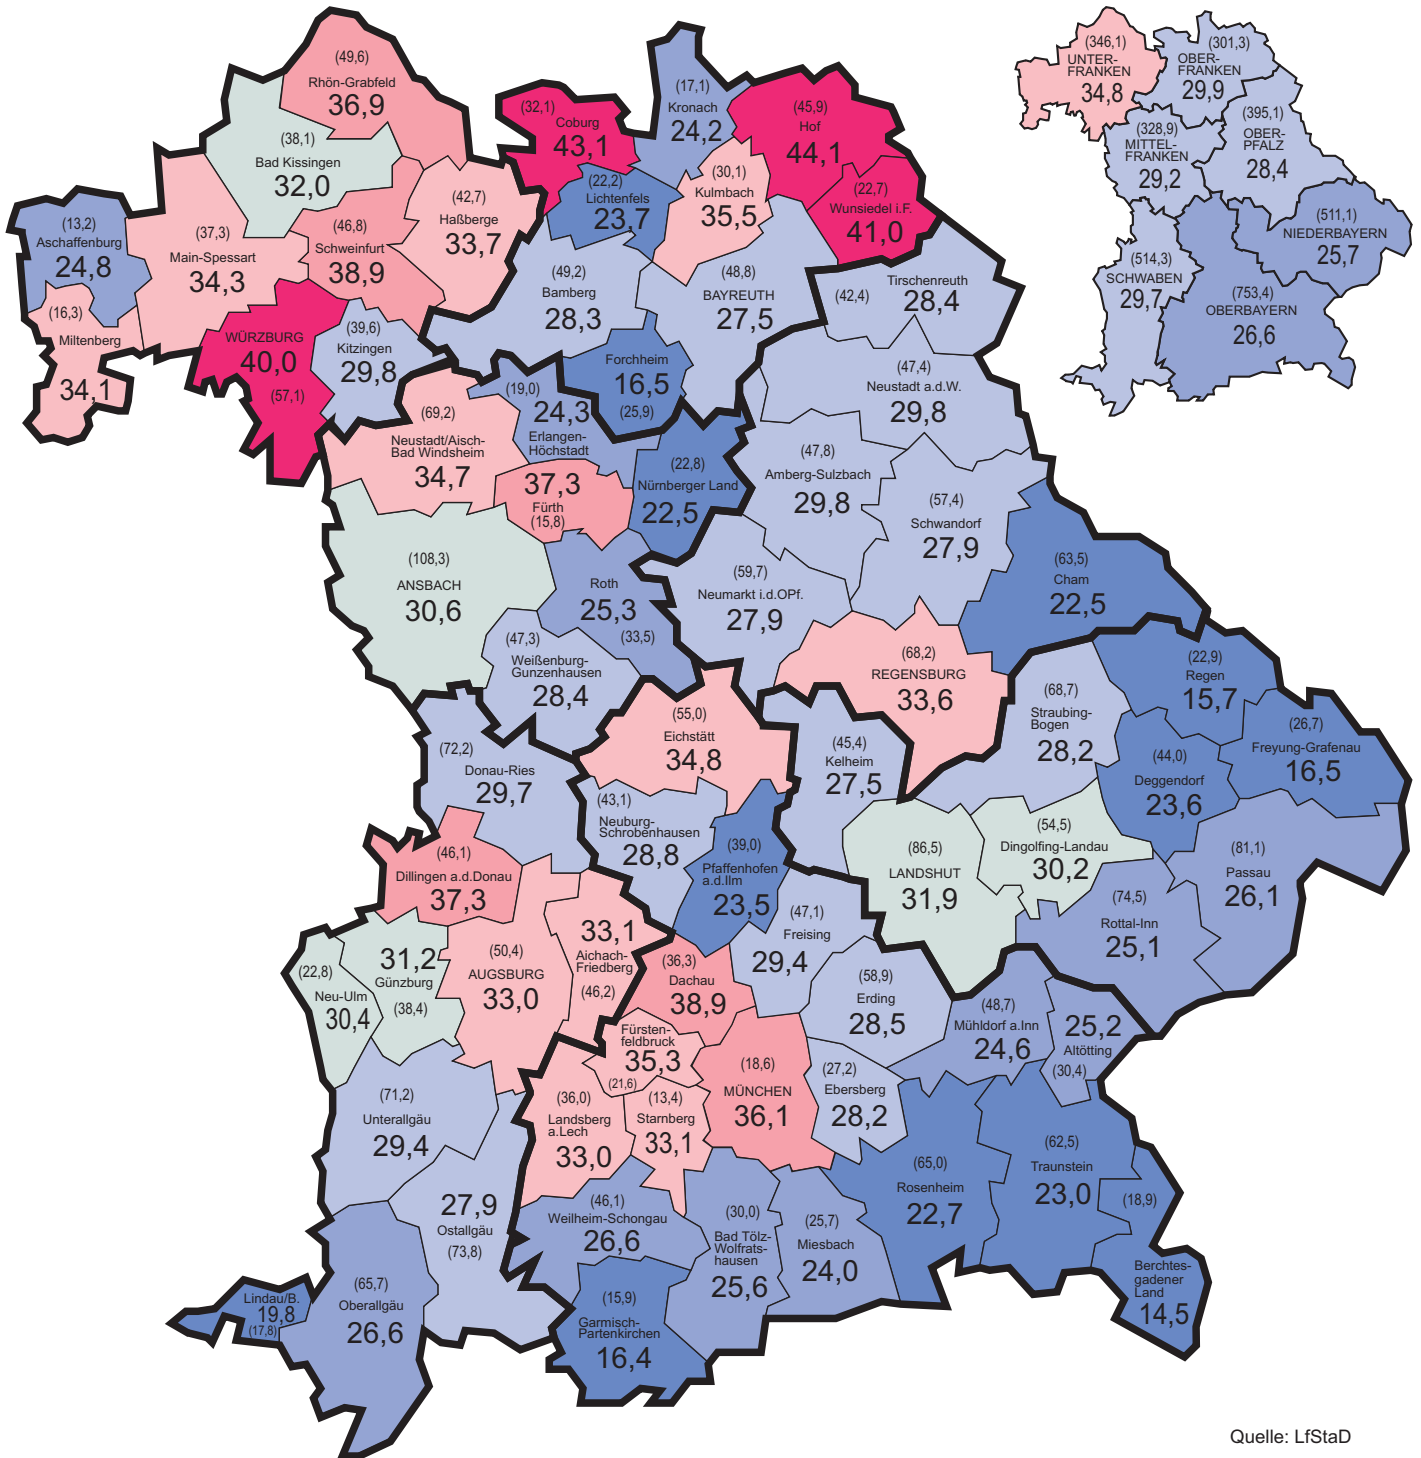 (49,6)
Rhön-Grabfeld
36,9
(38,1)
Bad Kissingen
32,0
(32,1)
Coburg
43,1
(17,1)
Kronach
24,2
(45,9)
Hof
44,1
(22,2)
Lichtenfels
23,7
(30,1)
Kulmbach
35,5
(22,7)
Wunsiedel i.F.
41,0
(13,2)
Aschaffenburg
24,8
(37,3)
Main-Spessart
34,3
(46,8)
Schweinfurt
38,9
(42,7)
Haßberge
33,7
(16,3)
Miltenberg
34,1
WÜRZBURG
40,0
(57,1)
(39,6)
Kitzingen
29,8
(49,2)
Bamberg
28,3
(48,8)
BAYREUTH
27,5
(42,4)
Tirschenreuth
28,4
Forchheim
16,5
(25,9)
(47,4)
Neustadt a.d.W.
29,8
(69,2)
Neustadt/Aisch-
Bad Windsheim
34,7
(19,0)
24,3
Erlangen-
Höchstadt
37,3
Fürth
(15,8)
(22,8)
Nürnberger Land
22,5
(47,8)
Amberg-Sulzbach
29,8
(57,4)
Schwandorf
27,9
(63,5)
Cham
22,5
(108,3)
ANSBACH
30,6
Roth
25,3
(33,5)
(59,7)
Neumarkt i.d.OPf.
27,9
(47,3)
Weißenburg-
Gunzenhausen
28,4
(68,2)
REGENSBURG
33,6
(22,9)
Regen
15,7
(68,7)
Straubing-
Bogen
28,2
(26,7)
Freyung-Grafenau
16,5
(44,0)
Deggendorf
23,6
(55,0)
Eichstätt
34,8
(45,4)
Kelheim
27,5
(72,2)
Donau-Ries
29,7
(43,1)
Neuburg-
Schrobenhausen
28,8
(39,0)
Pfaffenhofen
a.d.Ilm
23,5
(86,5)
LANDSHUT
31,9
(54,5)
Dingolfing-Landau
30,2
(81,1)
Passau
26,1
(74,5)
Rottal-Inn
25,1
(46,1)
Dillingen a.d.Donau
37,3
(22,8)
Neu-Ulm
30,4
31,2
Günzburg
(38,4)
(50,4)
AUGSBURG
33,0
33,1
Aichach-
Friedberg
(46,2)
(36,3)
Dachau
38,9
(47,1)
Freising
29,4
(58,9)
Erding
28,5
(48,7)
Mühldorf a.Inn
24,6
25,2
Altötting
(30,4)
Fürsten-
feldbruck
35,3
(21,6)
(18,6)
MÜNCHEN
36,1
(27,2)
Ebersberg
28,2
(71,2)
Unterallgäu
29,4
(36,0)
Landsberg
a.Lech
33,0
(13,4)
Starnberg
33,1
(65,0)
Rosenheim
22,7
(62,5)
Traunstein
23,0
(18,9)
Berchtes-
gadener
Land
14,5
27,9
Ostallgäu
(73,8)
(46,1)
Weilheim-Schongau
26,6
(30,0)
Bad Tölz-
Wolfrats-
hausen
25,6
(25,7)
Miesbach
24,0
Lindau/B.
19,8
(17,8)
(65,7)
Oberallgäu
26,6
(15,9)
Garmisch-
Partenkirchen
16,4
(346,1)
UNTER-
FRANKEN
34,8
(301,3)
OBER-
FRANKEN
29,9
(328,9)
MITTEL-
FRANKEN
29,2
(395,1)
OBER-
PFALZ
28,4
(511,1)
NIEDERBAYERN
25,7
(514,3)
SCHWABEN
29,7
(753,4)
OBERBAYERN
26,6
Quelle: LfStaD